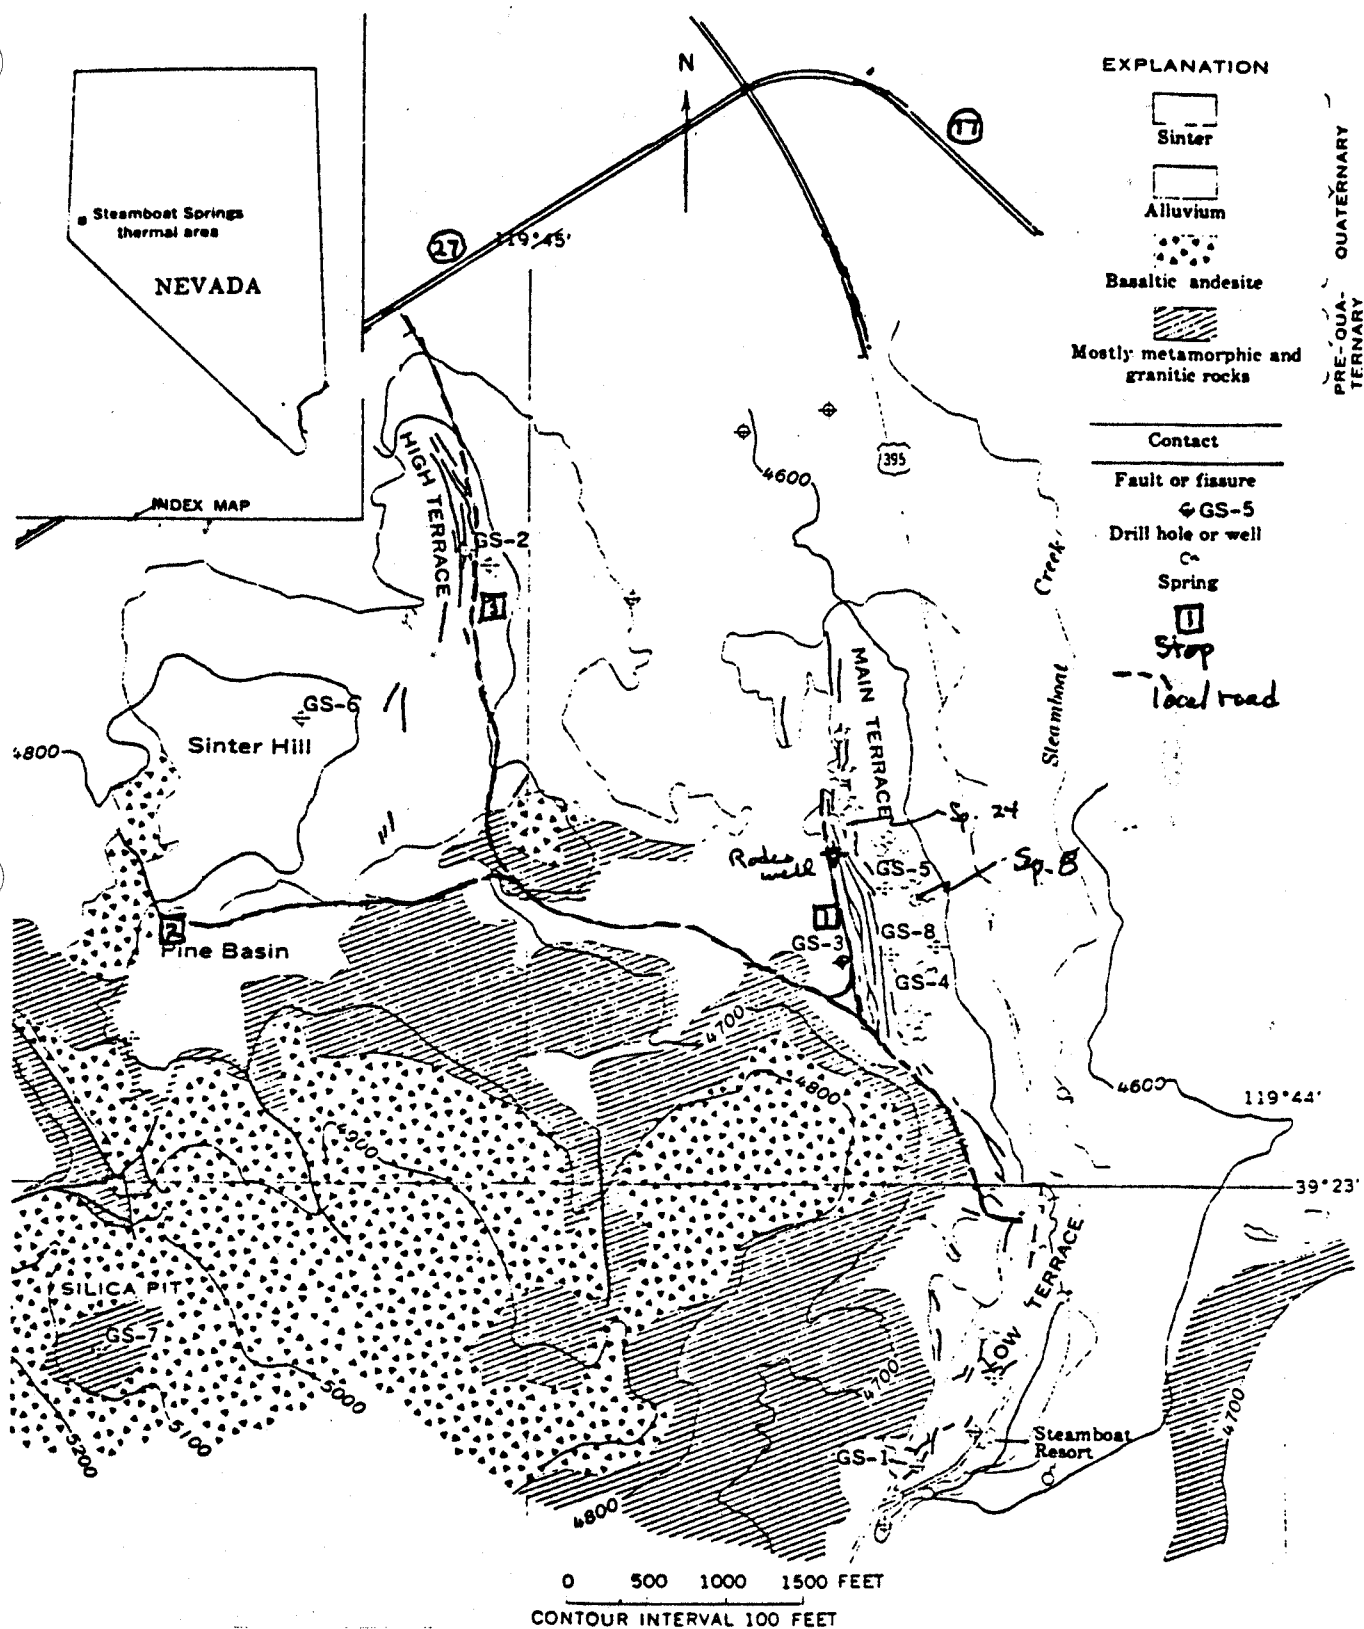 N
EXPLANATION
Sinter
Alluvium
Basaltic andesite
Mostly metamorphic and
granitic rocks
QUATERNARY
PRE-QUA-
TERNARY
Contact
Fault or fissure
GS-5
Drill hole or well
Spring
1
Stop
local road
Steamboat Springs
thermal area
NEVADA
INDEX MAP
27
119°45'
395
4600
HIGH TERRACE
GS-2
3
Steamboat Creek
MAIN TERRACE
GS-6
Sinter Hill
4800
Sp. 24
Rodeo
well
GS-5
Sp. 8
1
GS-3
GS-8
GS-4
2
Pine Basin
4700
4800
4900
4600
119°44'
39°23'
LOW TERRACE
SILICA PIT
GS-7
5000
5100
5200
4700
4700
Steamboat
Resort
GS-1
4800
0 500 1000 1500 FEET
CONTOUR INTERVAL 100 FEET